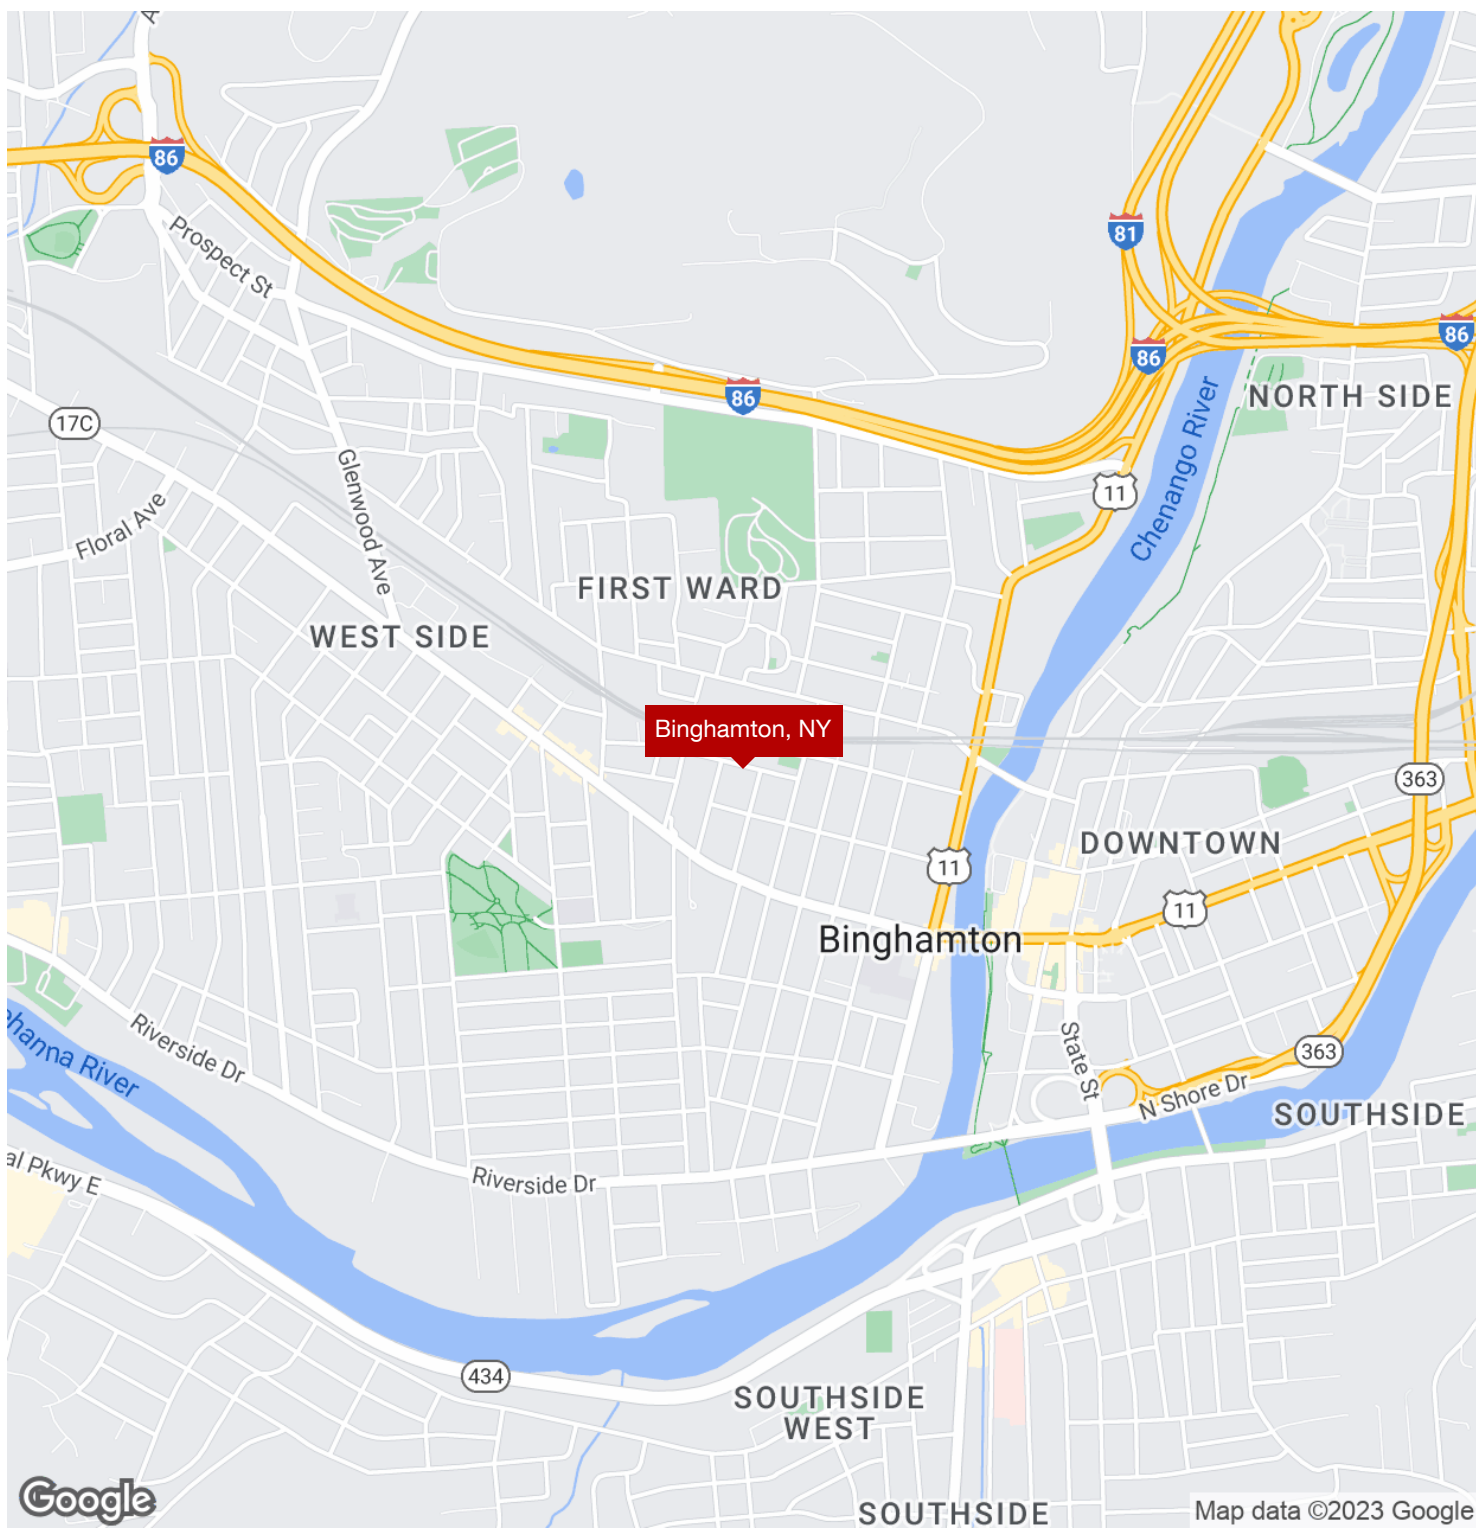 A
86
Prospect St
81
86
86
NORTH SIDE
86
17C
Glenwood Ave
11
Chenango River
Floral Ave
FIRST WARD
WEST SIDE
Binghamton, NY
363
DOWNTOWN
11
11
Binghamton
hanna River
Riverside Dr
State St
363
N Shore Dr
SOUTHSIDE
al Pkwy E
Riverside Dr
434
SOUTHSIDE
WEST
SOUTHSIDE
Google
Map data ©2023 Google